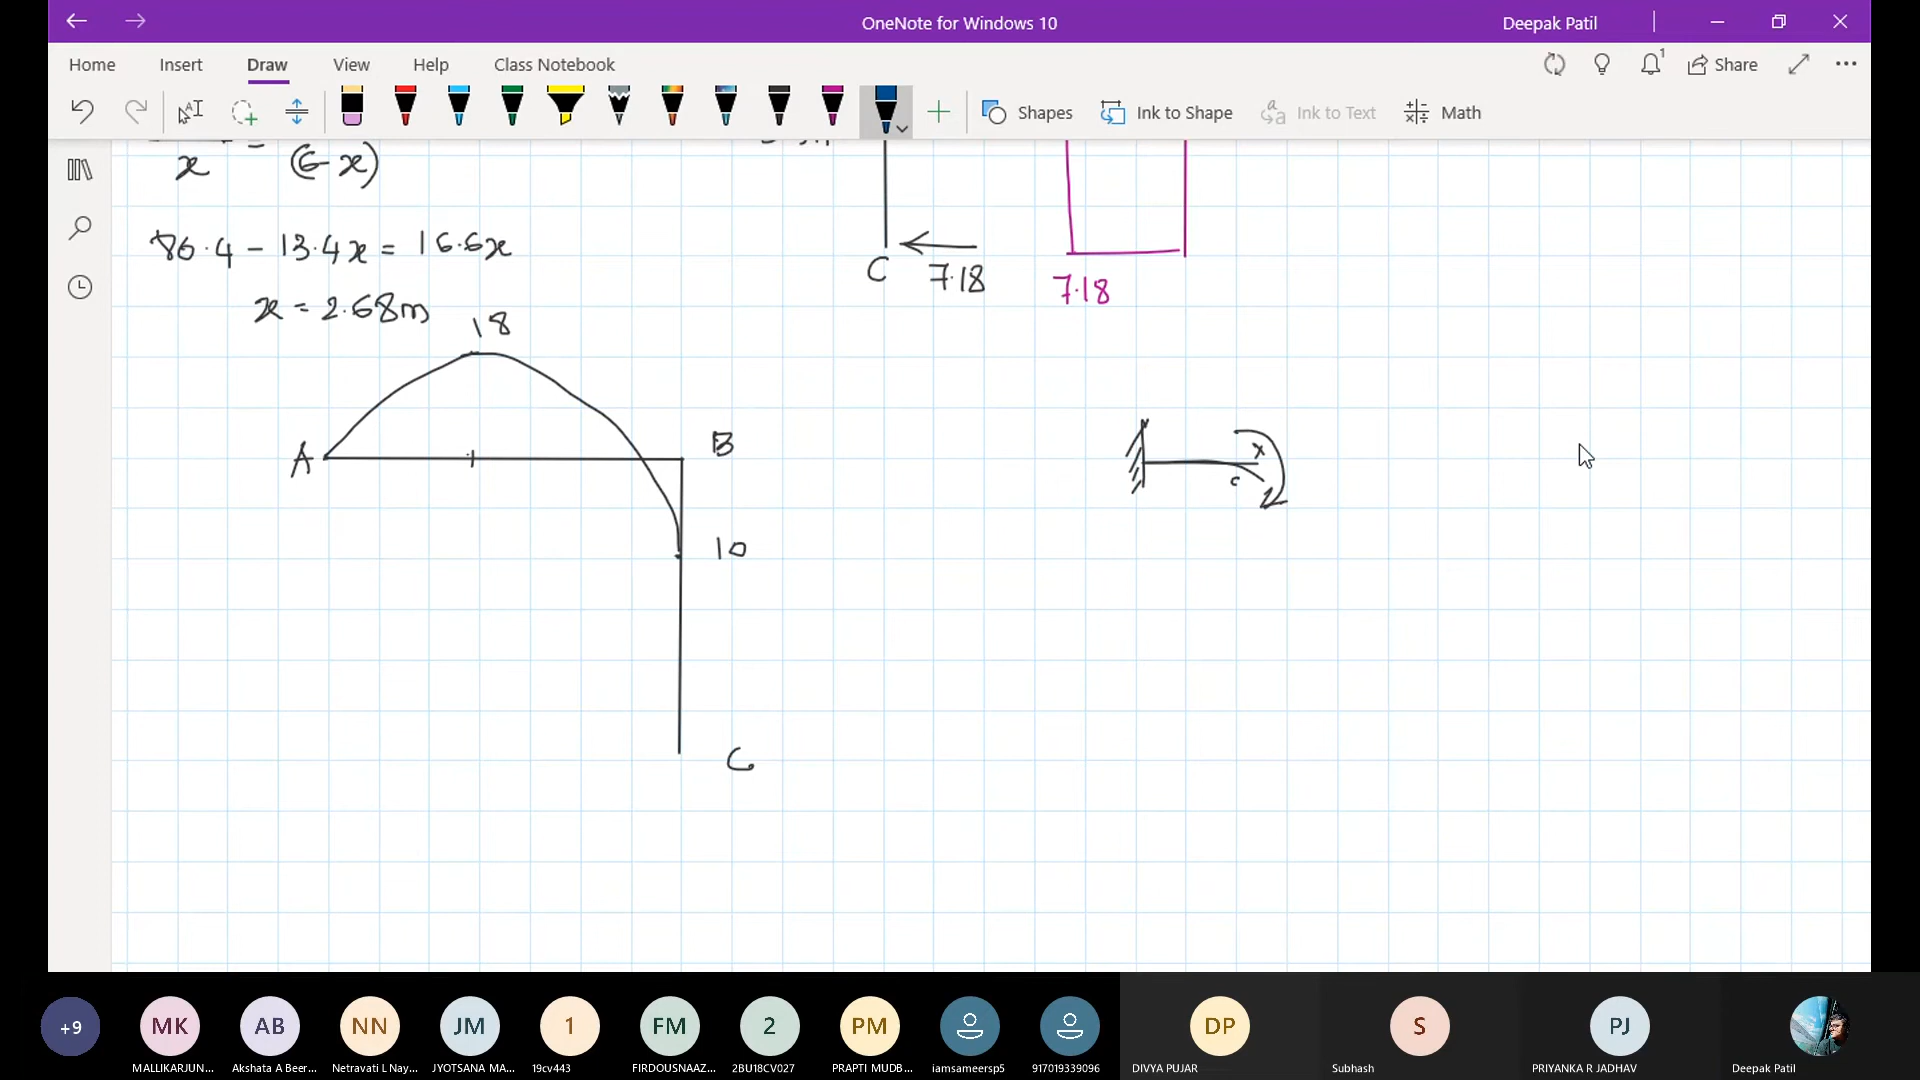 OneNote for Windows 10
Deepak Patil
Home Insert Draw View Help Class Notebook
1 Share
Shapes Ink to Shape Ink to Text Math
x = (6-x)
86.4 - 13.4x = 16.6x
x = 2.68m
C 7.18
7.18
18
A B
10
C
x
c
+9 MK AB NN JM 1 FM 2 PM DP S PJ
MALLIKARJUN... Akshata A Beer... Netravati L Nay... JYOTSANA MA... 19cv443 FIRDOUSNAAZ... 2BU18CV027 PRAPTI MUDB... iamsameersp5 917019339096 DIVYA PUJAR Subhash PRIYANKA R JADHAV Deepak Patil